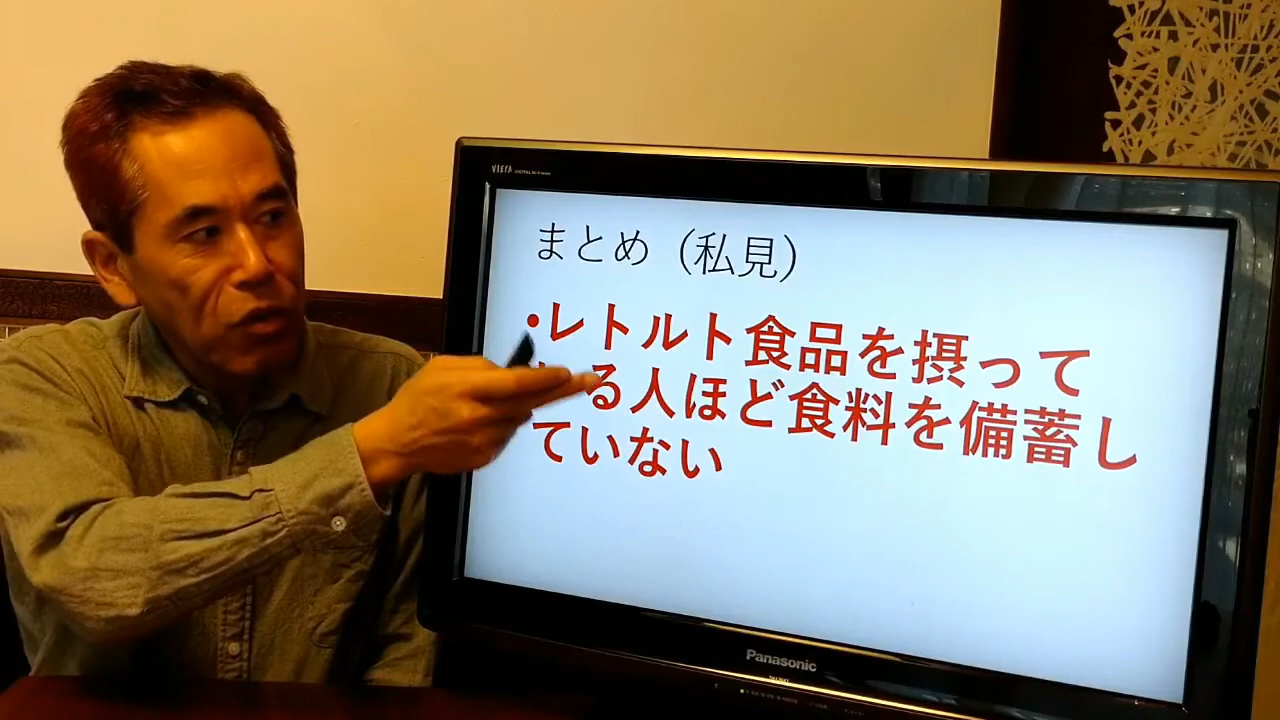 VIERA
まとめ（私見）
•レトルト食品を摂って
る人ほど食料を備蓄し
ていない
Panasonic